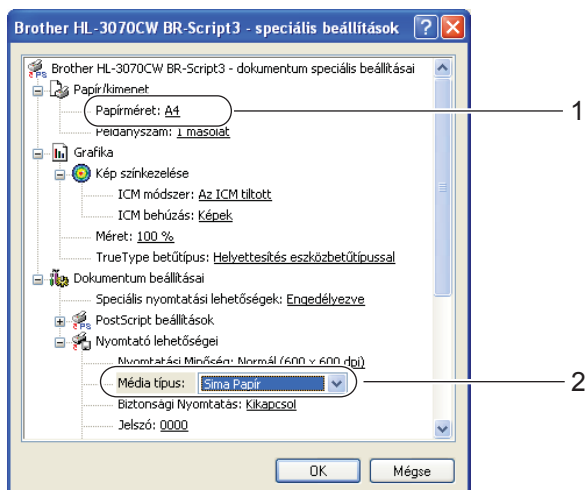 Brother HL-3070CW BR-Script3 - speciális beállítások
Brother HL-3070CW BR-Script3 - dokumentum speciális beállításai
Papír/kimenet
Papírméret: A4
1
Példányszám: 1 másolat
Grafika
Kép színkezelése
ICM módszer: Az ICM tiltott
ICM behúzás: Képek
Méret: 100 %
TrueType betűtípus: Helyettesítés eszközbetűtípussal
Dokumentum beállításai
Speciális nyomtatási lehetőségek: Engedélyezve
PostScript beállítások
Nyomtató lehetőségei
Nyomtatási Minőség: Normál (600 x 600 dpi)
Média típus: Sima Papír
2
Biztonsági Nyomtatás: Kikapcsol
Jelszó: 0000
OK Mégse